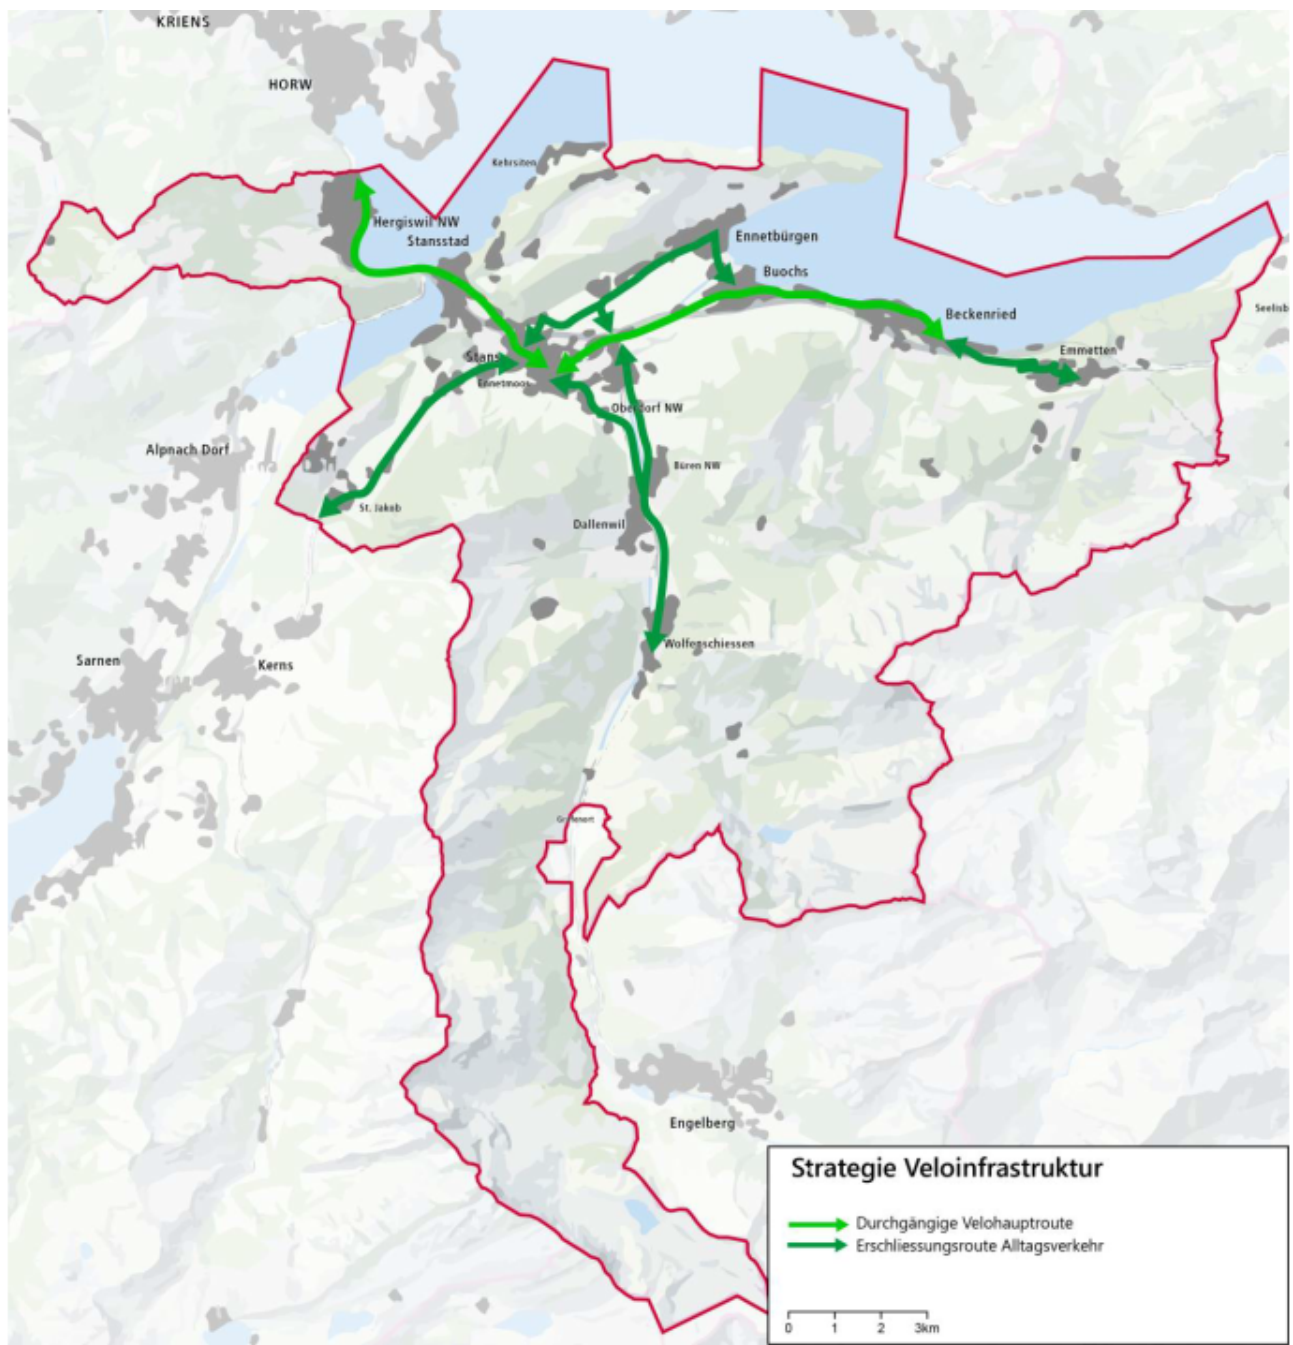 KRIENS
HORW
Kehrsiten
Hergiswil NW
Stansstad
Ennetbürgen
Buochs
Beckenried
Seelisb
Emmetten
Stans
Ennetmoos
Oberdorf NW
Alpnach Dorf
Büren NW
St. Jakob
Dallenwil
Wolfenschiessen
Sarnen
Kerns
Engelberg
Strategie Veloinfrastruktur
Durchgängige Velohauptroute
Erschliessungsroute Alltagsverkehr
0 1 2 3km